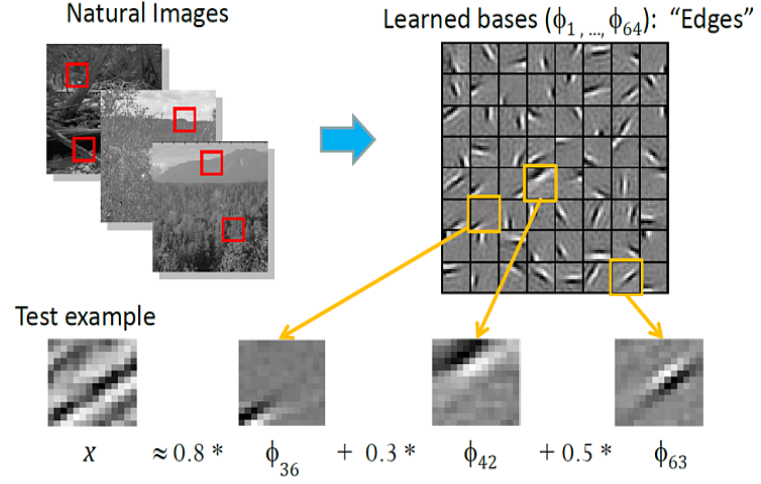 Natural Images
Learned bases (ϕ₁ , …, ϕ₆₄): “Edges”
Test example
x ≈ 0.8 * ϕ₃₆ + 0.3 * ϕ₄₂ + 0.5 * ϕ₆₃